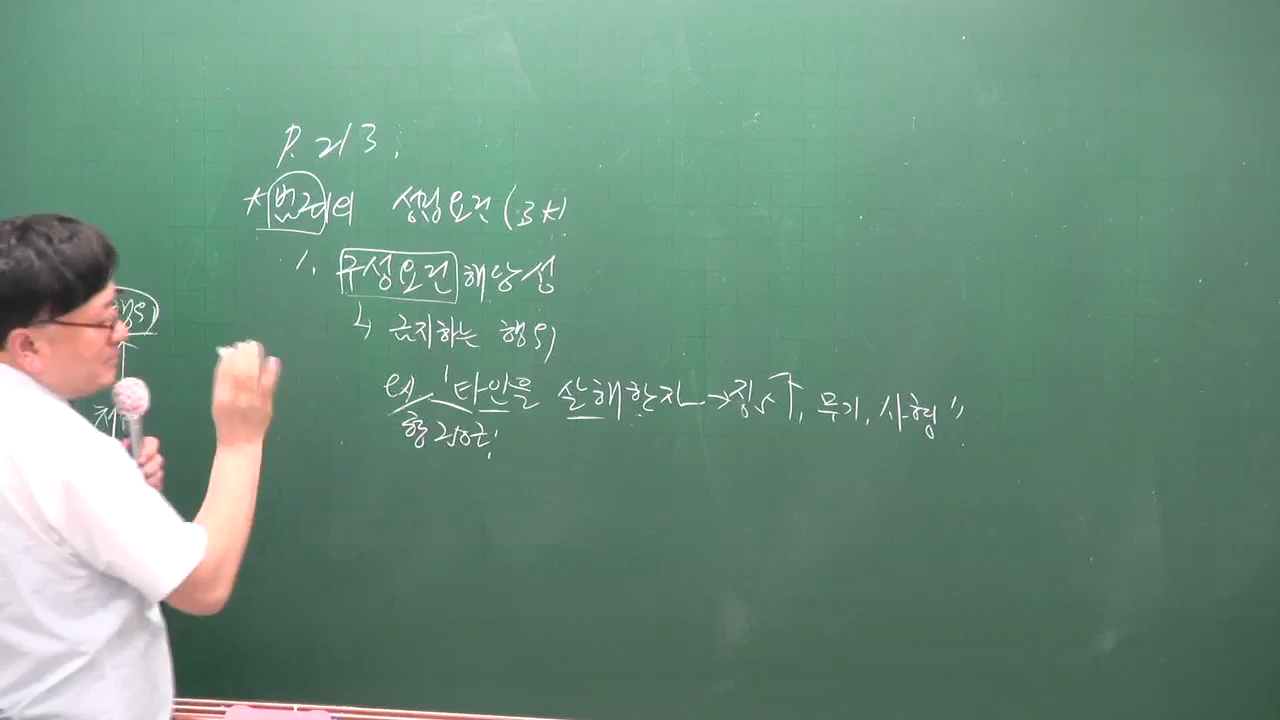 P. 213.
*범죄의 성립요건(3大)
1. 구성요건해당성
↳ 금지하는 행위
ex '타인을 살해한자→징5↑, 무기, 사형"
형250조: